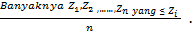 Banyaknya Z₁,Z₂,......,Zₙ yang ≤ Zᵢ
n .